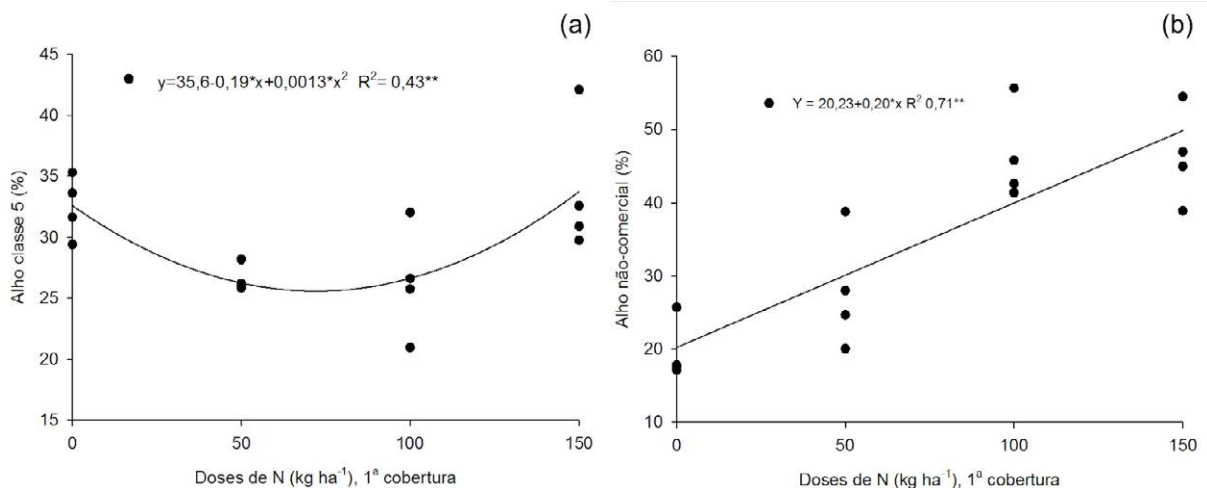 (a)
y=35,6-0,19*x+0,0013*x² R²= 0,43**
45
40
35
30
25
20
15
Alho classe 5 (%)
0 50 100 150
Doses de N (kg ha⁻¹), 1ª cobertura
(b)
Y = 20,23+0,20*x R² 0,71**
60
50
40
30
20
10
Alho não-comercial (%)
0 50 100 150
Doses de N (kg ha⁻¹), 1ª cobertura